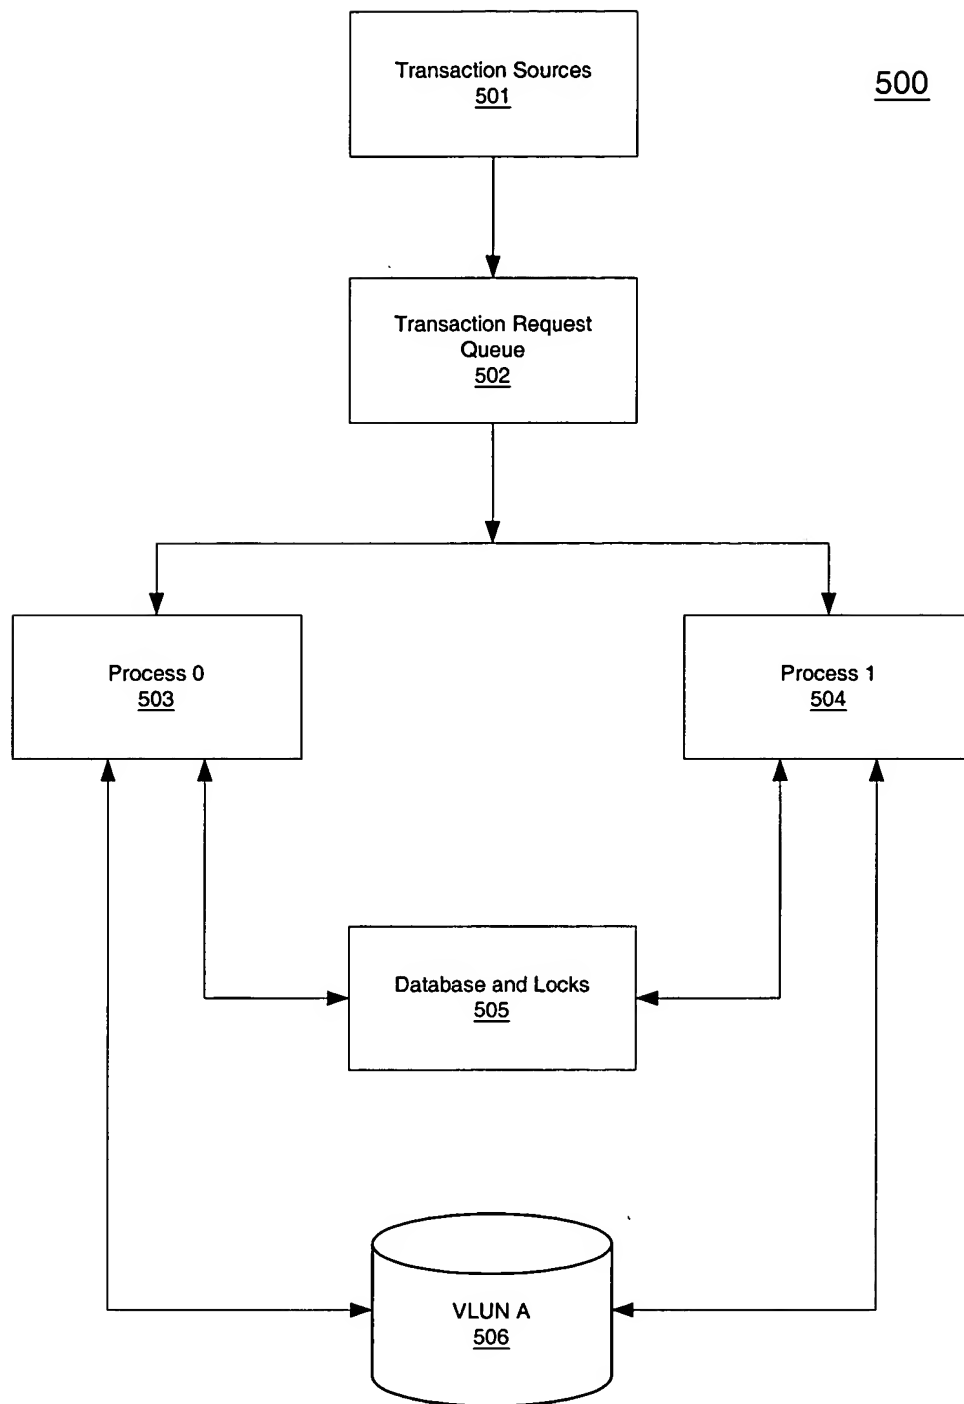 Transaction Sources
501
500
Transaction Request
Queue
502
Process 0
503
Process 1
504
Database and Locks
505
VLUN A
506